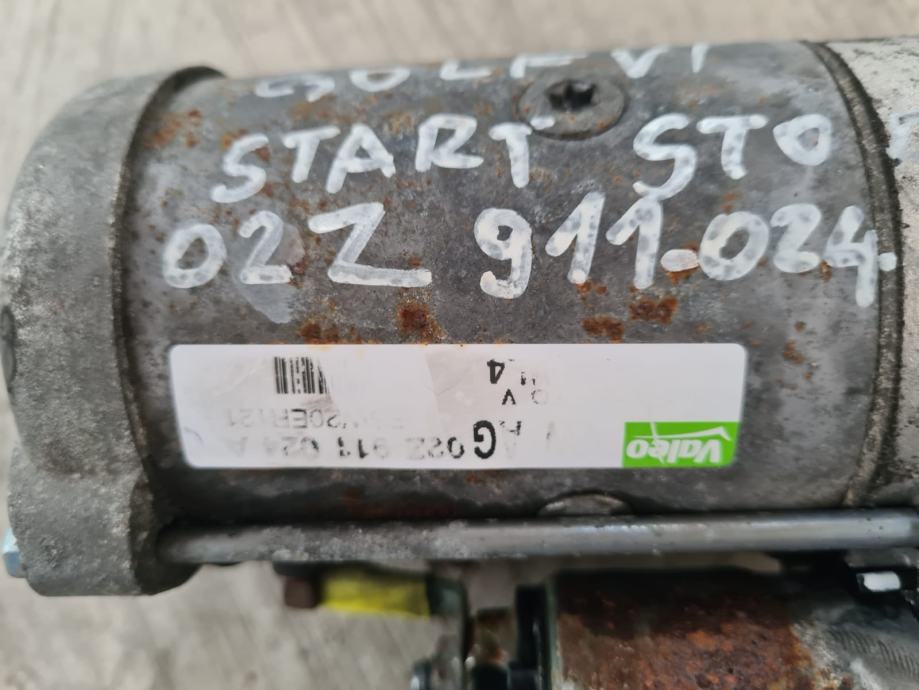 GOLF VI
START STO
02Z 911.024.
Valeo
VAG 02Z 911 024 A